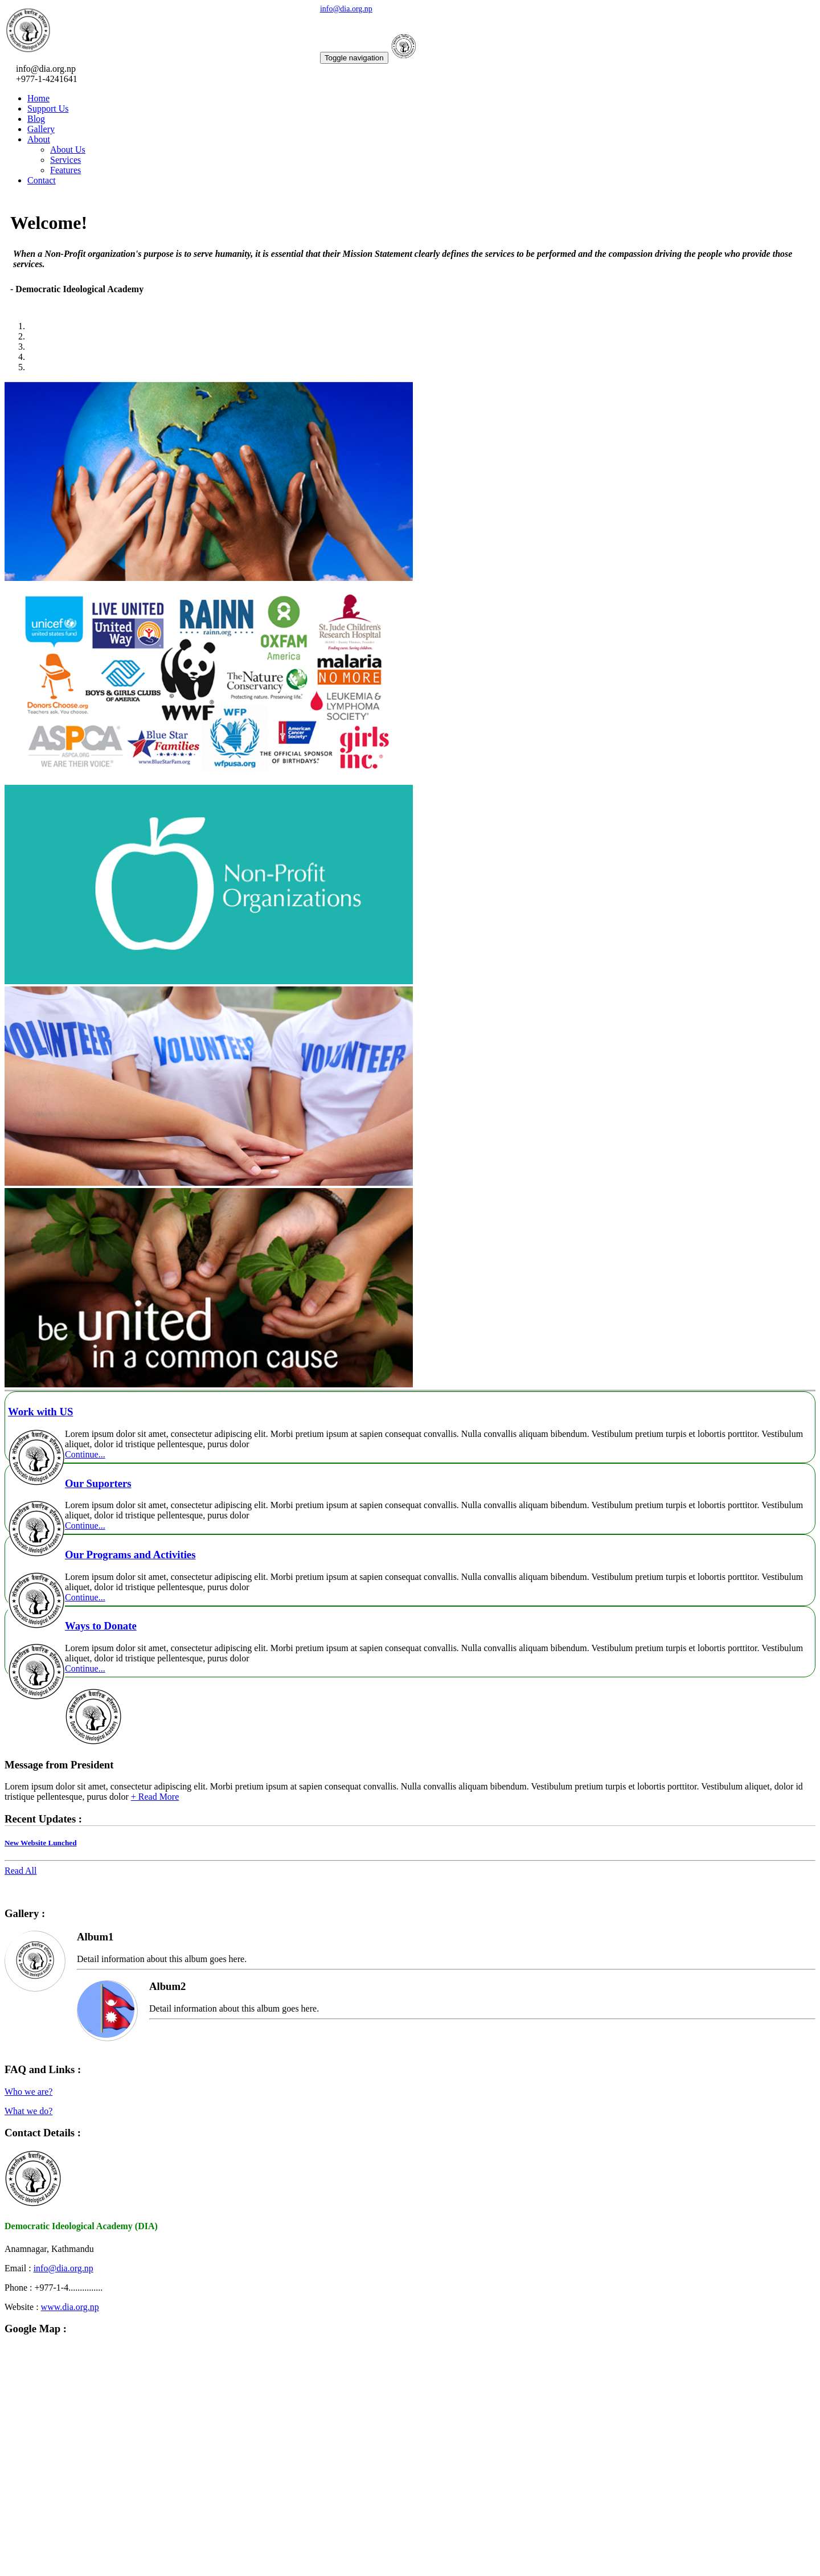 info@dia.org.np
Toggle navigation
info@dia.org.np
+977-1-4241641
Home
Support Us
Blog
Gallery
About
About Us
Services
Features
Contact
Welcome!
When a Non-Profit organization's purpose is to serve humanity, it is essential that their Mission Statement clearly defines the services to be performed and the compassion driving the people who provide those
services.
- Democratic Ideological Academy
1.
2.
3.
4.
5.
unicef
united states fund
LIVE UNITED
United Way
RAINN
rainn.org
OXFAM
America
St. Jude Children's
Research Hospital
Finding cures. Saving children.
DonorsChoose.org
Teachers ask. You choose.
BOYS & GIRLS CLUBS
OF AMERICA
WWF
The Nature
Conservancy
Protecting nature. Preserving life.
malaria
NO MORE
LEUKEMIA &
LYMPHOMA
SOCIETY
ASPCA
ASPCA.ORG
WE ARE THEIR VOICE
Blue Star
Families
www.BlueStarFam.org
WFP
wfpusa.org
American
Cancer
Society
THE OFFICIAL SPONSOR
OF BIRTHDAYS.
girls
inc.
Non-Profit
Organizations
VOLUNTEER
VOLUNTEER
VOLUNTEER
be united
in a common cause
Work with US
Lorem ipsum dolor sit amet, consectetur adipiscing elit. Morbi pretium ipsum at sapien consequat convallis. Nulla convallis aliquam bibendum. Vestibulum pretium turpis et lobortis porttitor. Vestibulum
aliquet, dolor id tristique pellentesque, purus dolor
Continue...
Our Suporters
Lorem ipsum dolor sit amet, consectetur adipiscing elit. Morbi pretium ipsum at sapien consequat convallis. Nulla convallis aliquam bibendum. Vestibulum pretium turpis et lobortis porttitor. Vestibulum
aliquet, dolor id tristique pellentesque, purus dolor
Continue...
Our Programs and Activities
Lorem ipsum dolor sit amet, consectetur adipiscing elit. Morbi pretium ipsum at sapien consequat convallis. Nulla convallis aliquam bibendum. Vestibulum pretium turpis et lobortis porttitor. Vestibulum
aliquet, dolor id tristique pellentesque, purus dolor
Continue...
Ways to Donate
Lorem ipsum dolor sit amet, consectetur adipiscing elit. Morbi pretium ipsum at sapien consequat convallis. Nulla convallis aliquam bibendum. Vestibulum pretium turpis et lobortis porttitor. Vestibulum
aliquet, dolor id tristique pellentesque, purus dolor
Continue...
Democratic Ideological Academy
Message from President
Lorem ipsum dolor sit amet, consectetur adipiscing elit. Morbi pretium ipsum at sapien consequat convallis. Nulla convallis aliquam bibendum. Vestibulum pretium turpis et lobortis porttitor. Vestibulum aliquet, dolor id
tristique pellentesque, purus dolor + Read More
Recent Updates :
New Website Lunched
Read All
Gallery :
Album1
Detail information about this album goes here.
Album2
Detail information about this album goes here.
FAQ and Links :
Who we are?
What we do?
Contact Details :
Democratic Ideological Academy
Democratic Ideological Academy (DIA)
Anamnagar, Kathmandu
Email : info@dia.org.np
Phone : +977-1-4...............
Website : www.dia.org.np
Google Map :